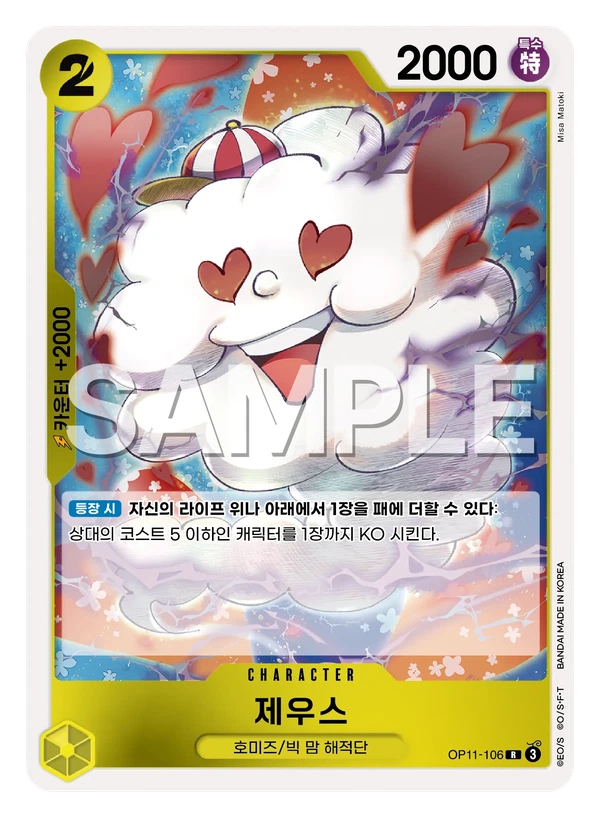 2
2000
특수
特
Misa Matoki
카운터 +2000
SAMPLE
등장 시 자신의 라이프 위나 아래에서 1장을 패에 더할 수 있다:
상대의 코스트 5 이하인 캐릭터를 1장까지 KO 시킨다.
CHARACTER
제우스
호미즈/빅 맘 해적단
OP11-106 R 3
©EO/S ©O/S·F·T BANDAI MADE IN KOREA